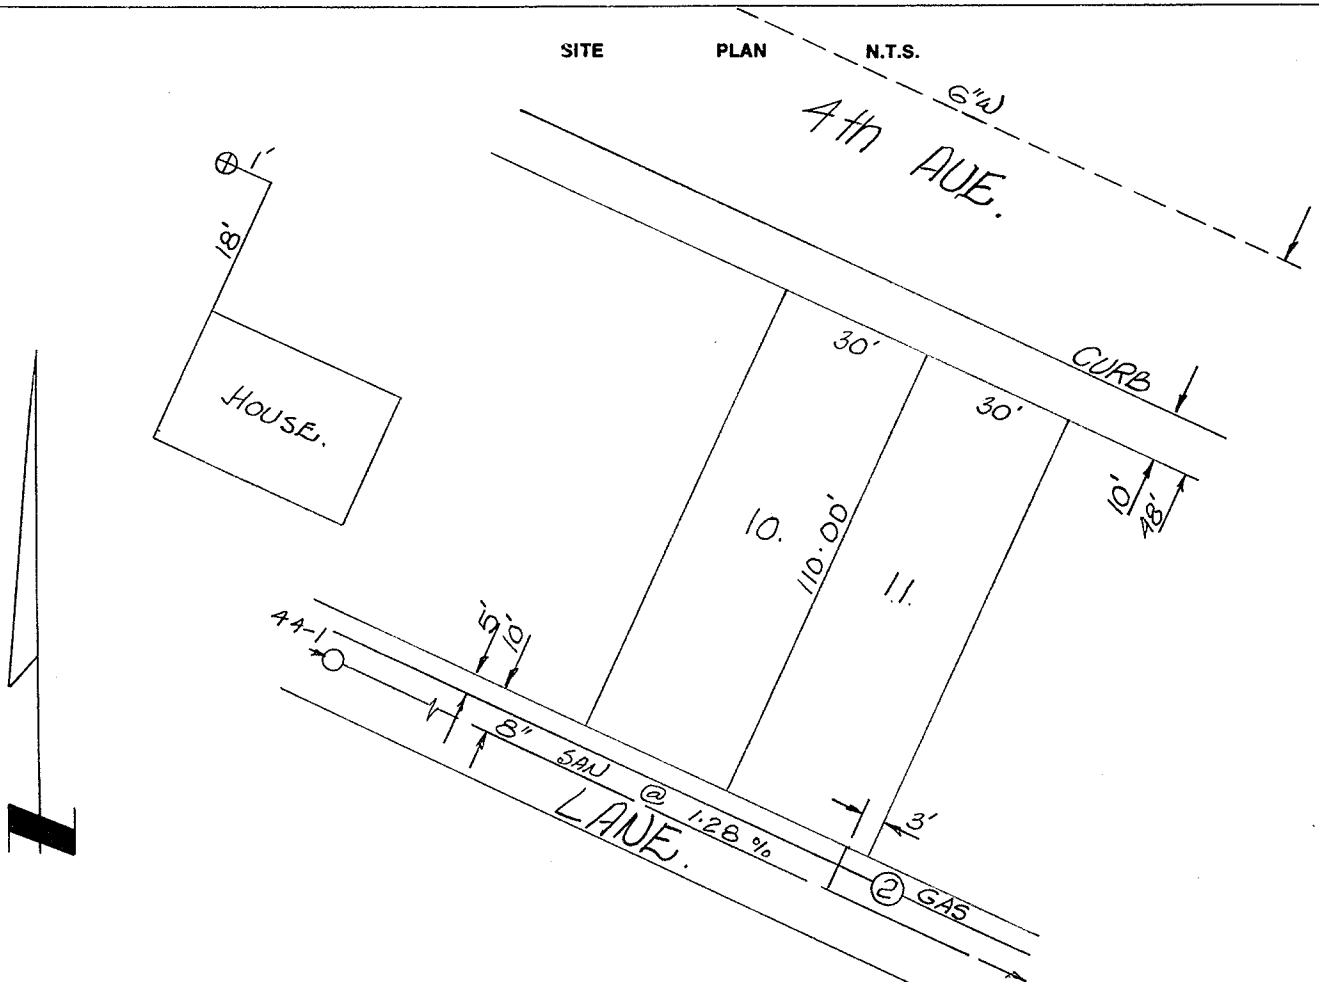 SITE PLAN N.T.S.
6"W
4th AVE.
1'
18'
HOUSE.
CURB
30'
30'
10'
48'
10.
110.00'
11.
44-1
5'
10'
8" SAN @ 1.28 %
LANE.
3'
2
GAS